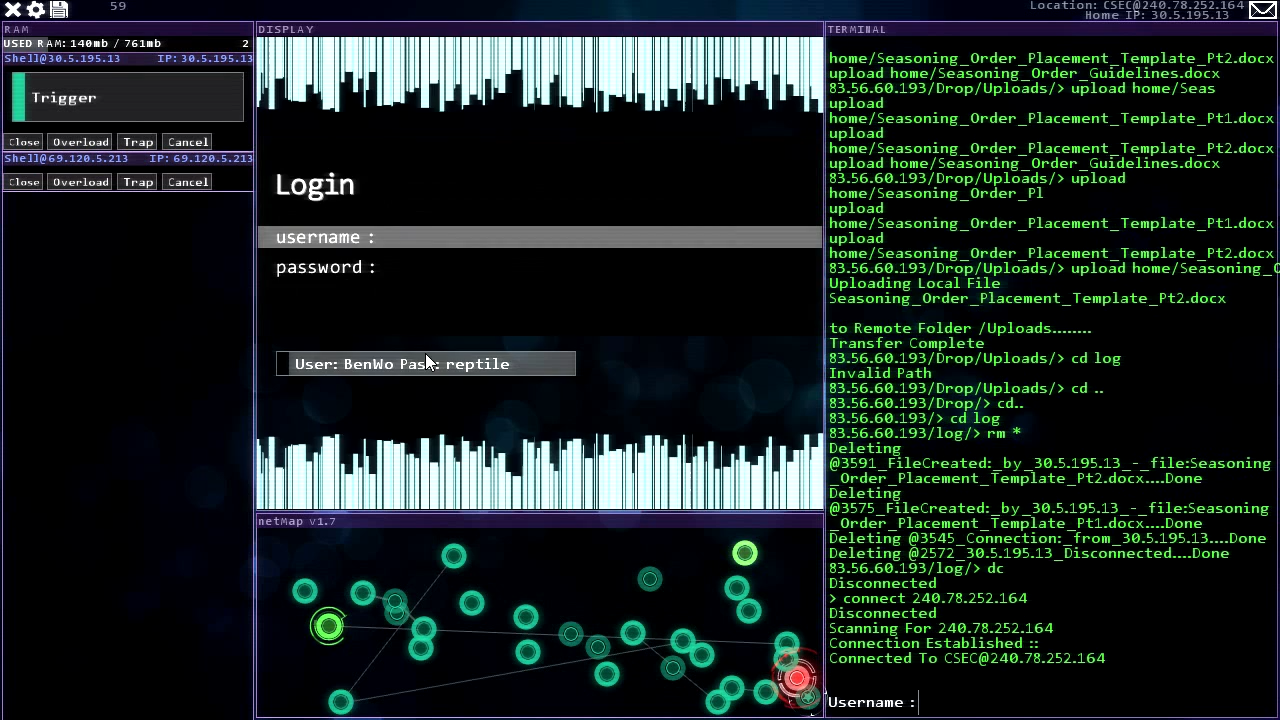 59
Location: CSEC@240.78.252.164
Home IP: 30.5.195.13
RAM
USED RAM: 140mb / 761mb 2
Shell@30.5.195.13 IP: 30.5.195.13
Trigger
Close Overload Trap Cancel
Shell@69.120.5.213 IP: 69.120.5.213
Close Overload Trap Cancel
DISPLAY
Login
username :
password :
User: BenWo Pass: reptile
netMap v1.7
TERMINAL
home/Seasoning_Order_Placement_Template_Pt2.docx
upload home/Seasoning_Order_Guidelines.docx
83.56.60.193/Drop/Uploads/> upload home/Seas
upload
home/Seasoning_Order_Placement_Template_Pt1.docx
upload
home/Seasoning_Order_Placement_Template_Pt2.docx
upload home/Seasoning_Order_Guidelines.docx
83.56.60.193/Drop/Uploads/> upload
home/Seasoning_Order_Pl
upload
home/Seasoning_Order_Placement_Template_Pt1.docx
upload
home/Seasoning_Order_Placement_Template_Pt2.docx
83.56.60.193/Drop/Uploads/> upload home/Seasoning_O
Uploading Local File
Seasoning_Order_Placement_Template_Pt2.docx
to Remote Folder /Uploads........
Transfer Complete
83.56.60.193/Drop/Uploads/> cd log
Invalid Path
83.56.60.193/Drop/Uploads/> cd ..
83.56.60.193/Drop/> cd..
83.56.60.193/> cd log
83.56.60.193/log/> rm *
Deleting
@3591_FileCreated:_by_30.5.195.13_-_file:Seasoning
_Order_Placement_Template_Pt2.docx....Done
Deleting
@3575_FileCreated:_by_30.5.195.13_-_file:Seasoning
_Order_Placement_Template_Pt1.docx....Done
Deleting @3545_Connection:_from_30.5.195.13....Done
Deleting @2572_30.5.195.13_Disconnected....Done
83.56.60.193/log/> dc
Disconnected
> connect 240.78.252.164
Disconnected
Scanning For 240.78.252.164
Connection Established ::
Connected To CSEC@240.78.252.164
Username :